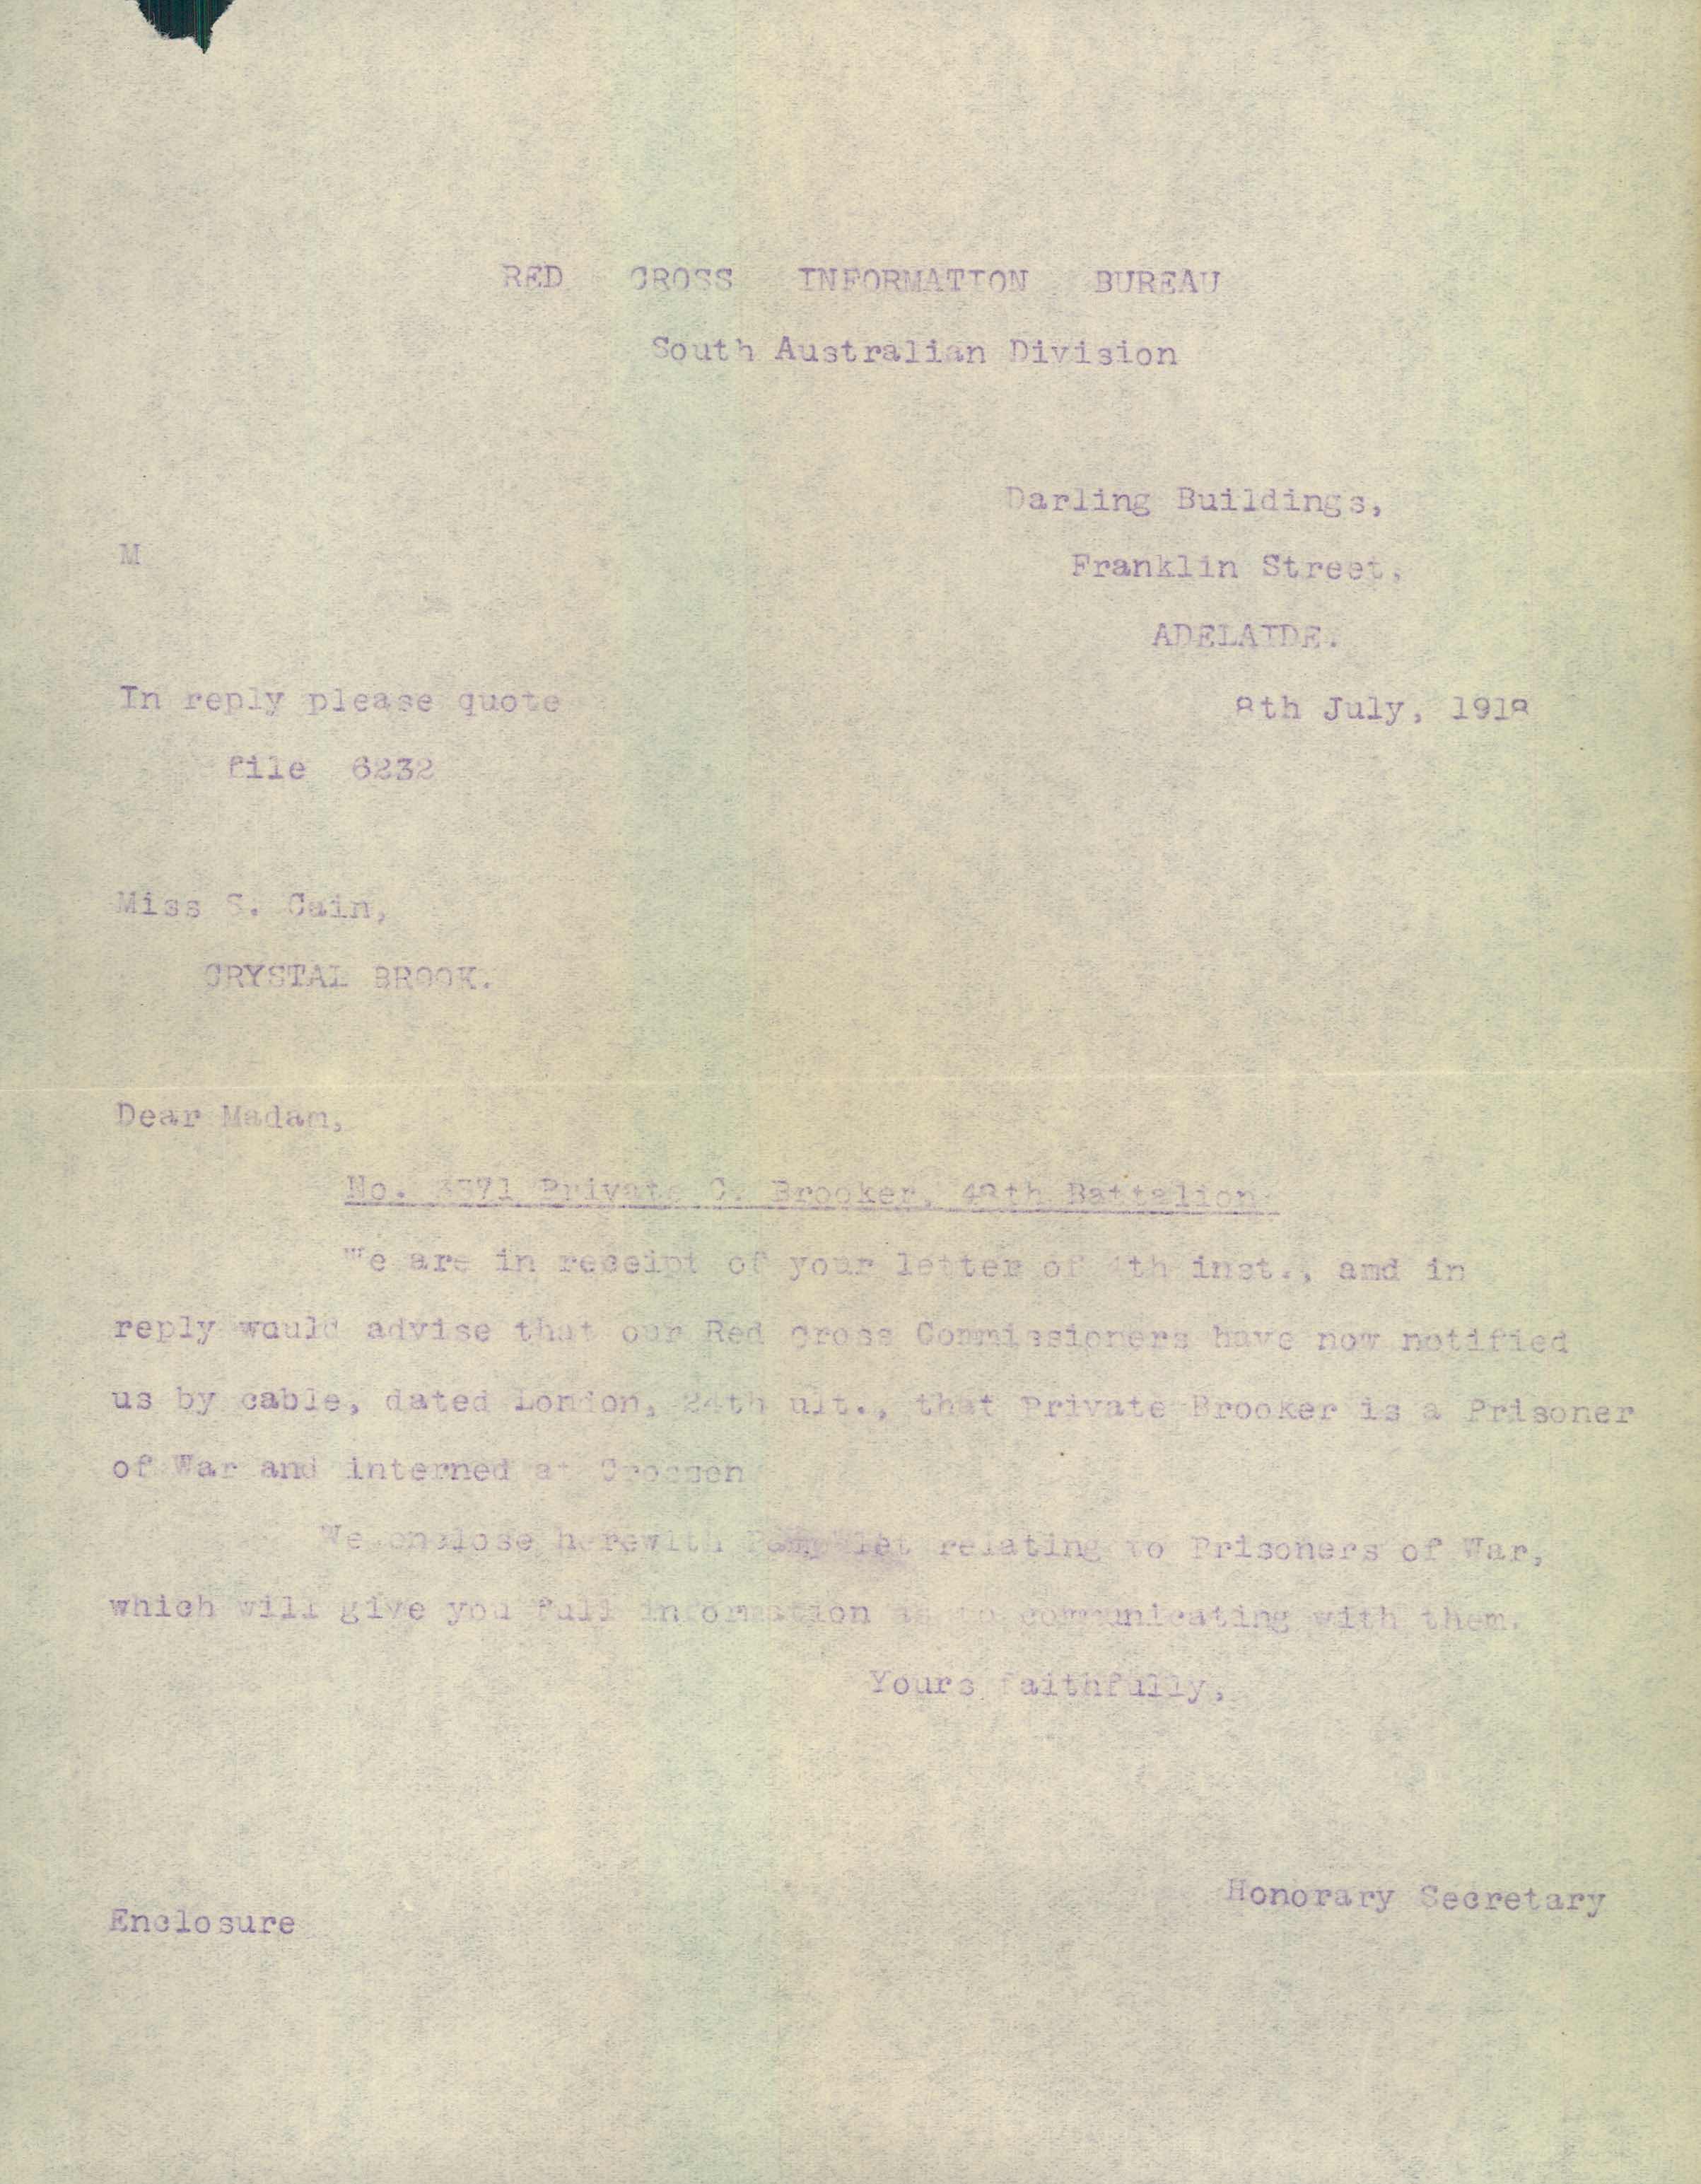 RED CROSS INFORMATION BUREAU
South Australian Division
Darling Buildings,
M
Franklin Street,
ADELAIDE.
In reply please quote
8th July, 1918
file 6232
Miss S. Cain,
CRYSTAL BROOK.
Dear Madam,
No. Private C. Brooker, 48th Battalion.
We are in receipt of your letter of inst., amd in
reply would advise that our Red Cross Commissioners have now notified
us by cable, dated London, 24th ult., that Private Brooker is a Prisoner
of War and interned at Crossen
We enclose herewith Pamphlet relating to Prisoners of War,
which will give you full information as to communicating with them.
Yours faithfully,
Honorary Secretary
Enclosure